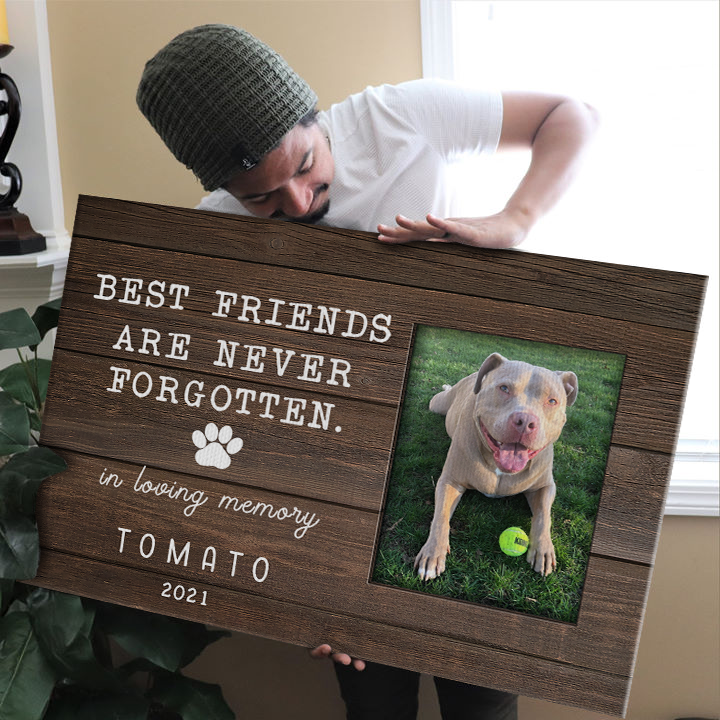 BEST FRIENDS
ARE NEVER
FORGOTTEN.
in loving memory
TOMATO
2021